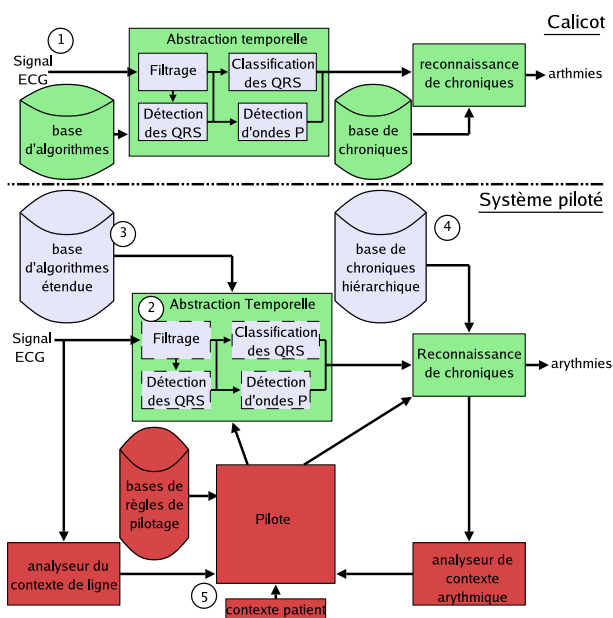 Calicot
1
Abstraction temporelle
Signal
ECG
Filtrage
Classification
des QRS
reconnaissance
de chroniques
arthmies
Détection
des QRS
Détection
d'ondes P
base
d'algorithmes
base de
chroniques
Système piloté
3
4
base
d'algorithmes
étendue
base de
chroniques
hiérarchique
2
Abstraction Temporelle
Signal
ECG
Filtrage
Classification
des QRS
Reconnaissance
de chroniques
arythmies
Détection
des QRS
Détection
d'ondes P
bases de
règles de
pilotage
Pilote
analyseur du
contexte de ligne
analyseur de
contexte
arythmique
5
contexte patient